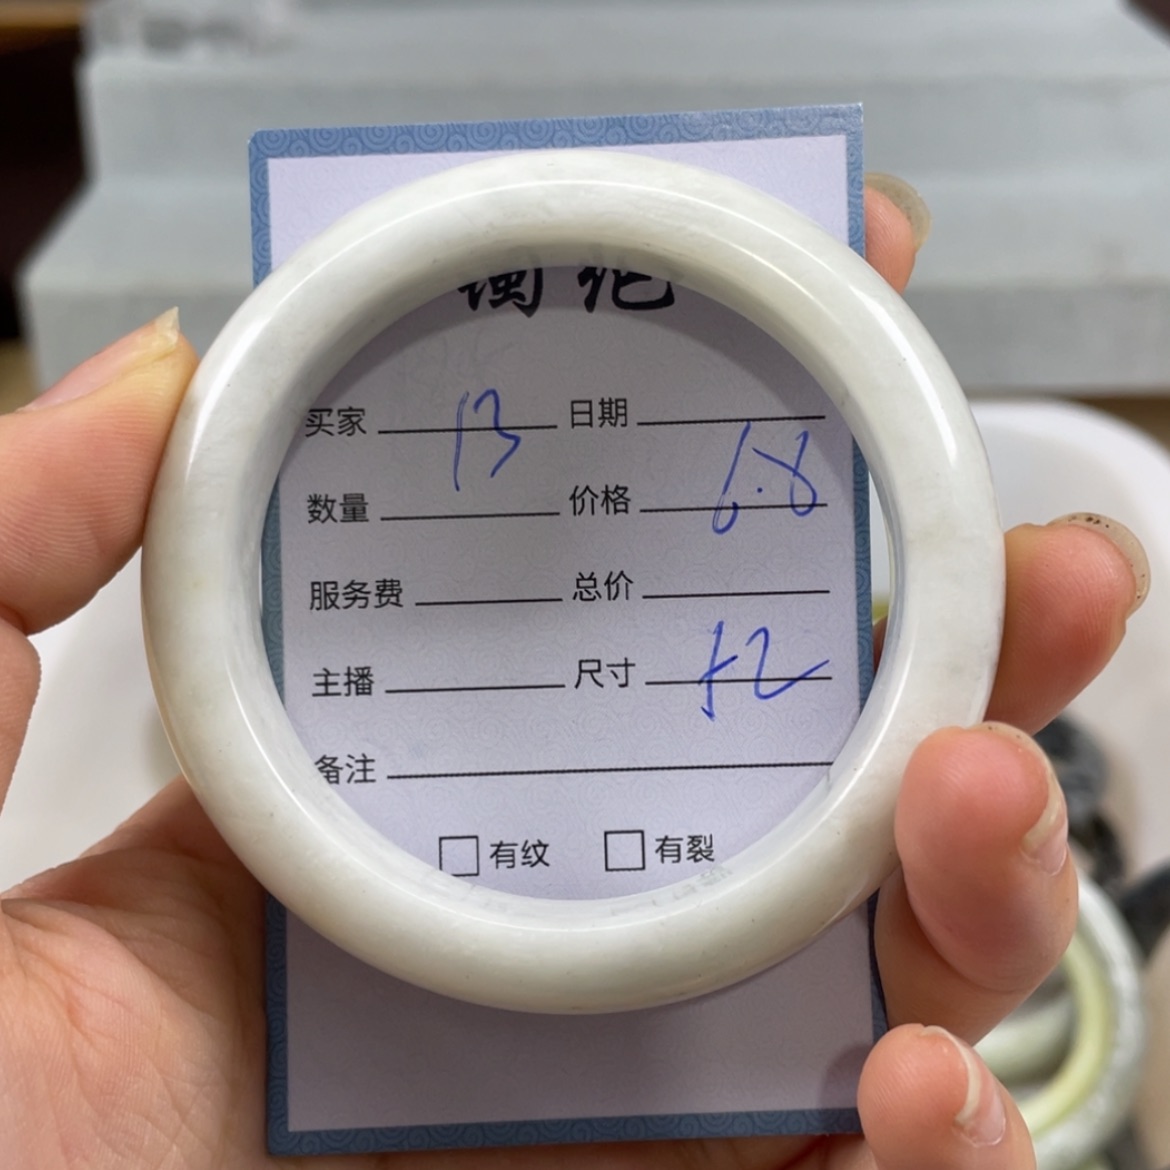 买家 13 日期
数量 价格 6.8
服务费 总价
主播 尺寸 52
备注
□ 有纹 □ 有裂